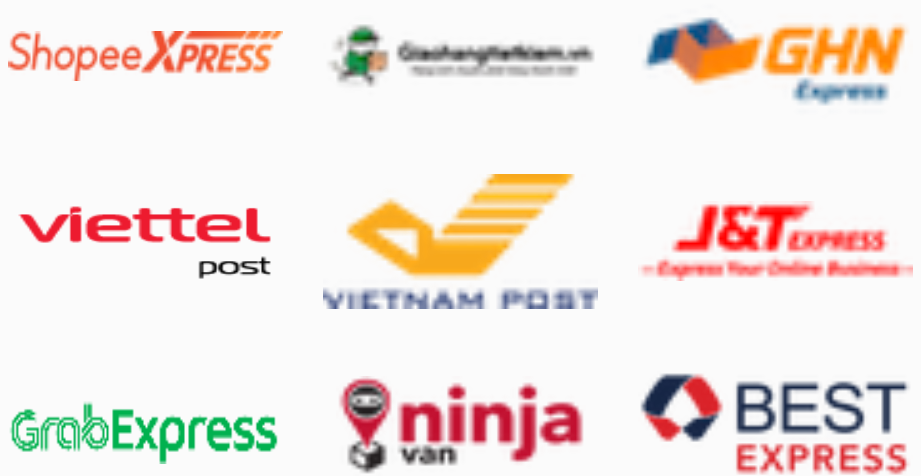 ShopeeXPRESS
Giaohangtietkiem.vn
GHN
Express
viettel
post
VIETNAM POST
J&T EXPRESS
Express Your Online Business
GrabExpress
ninja
van
BEST
EXPRESS